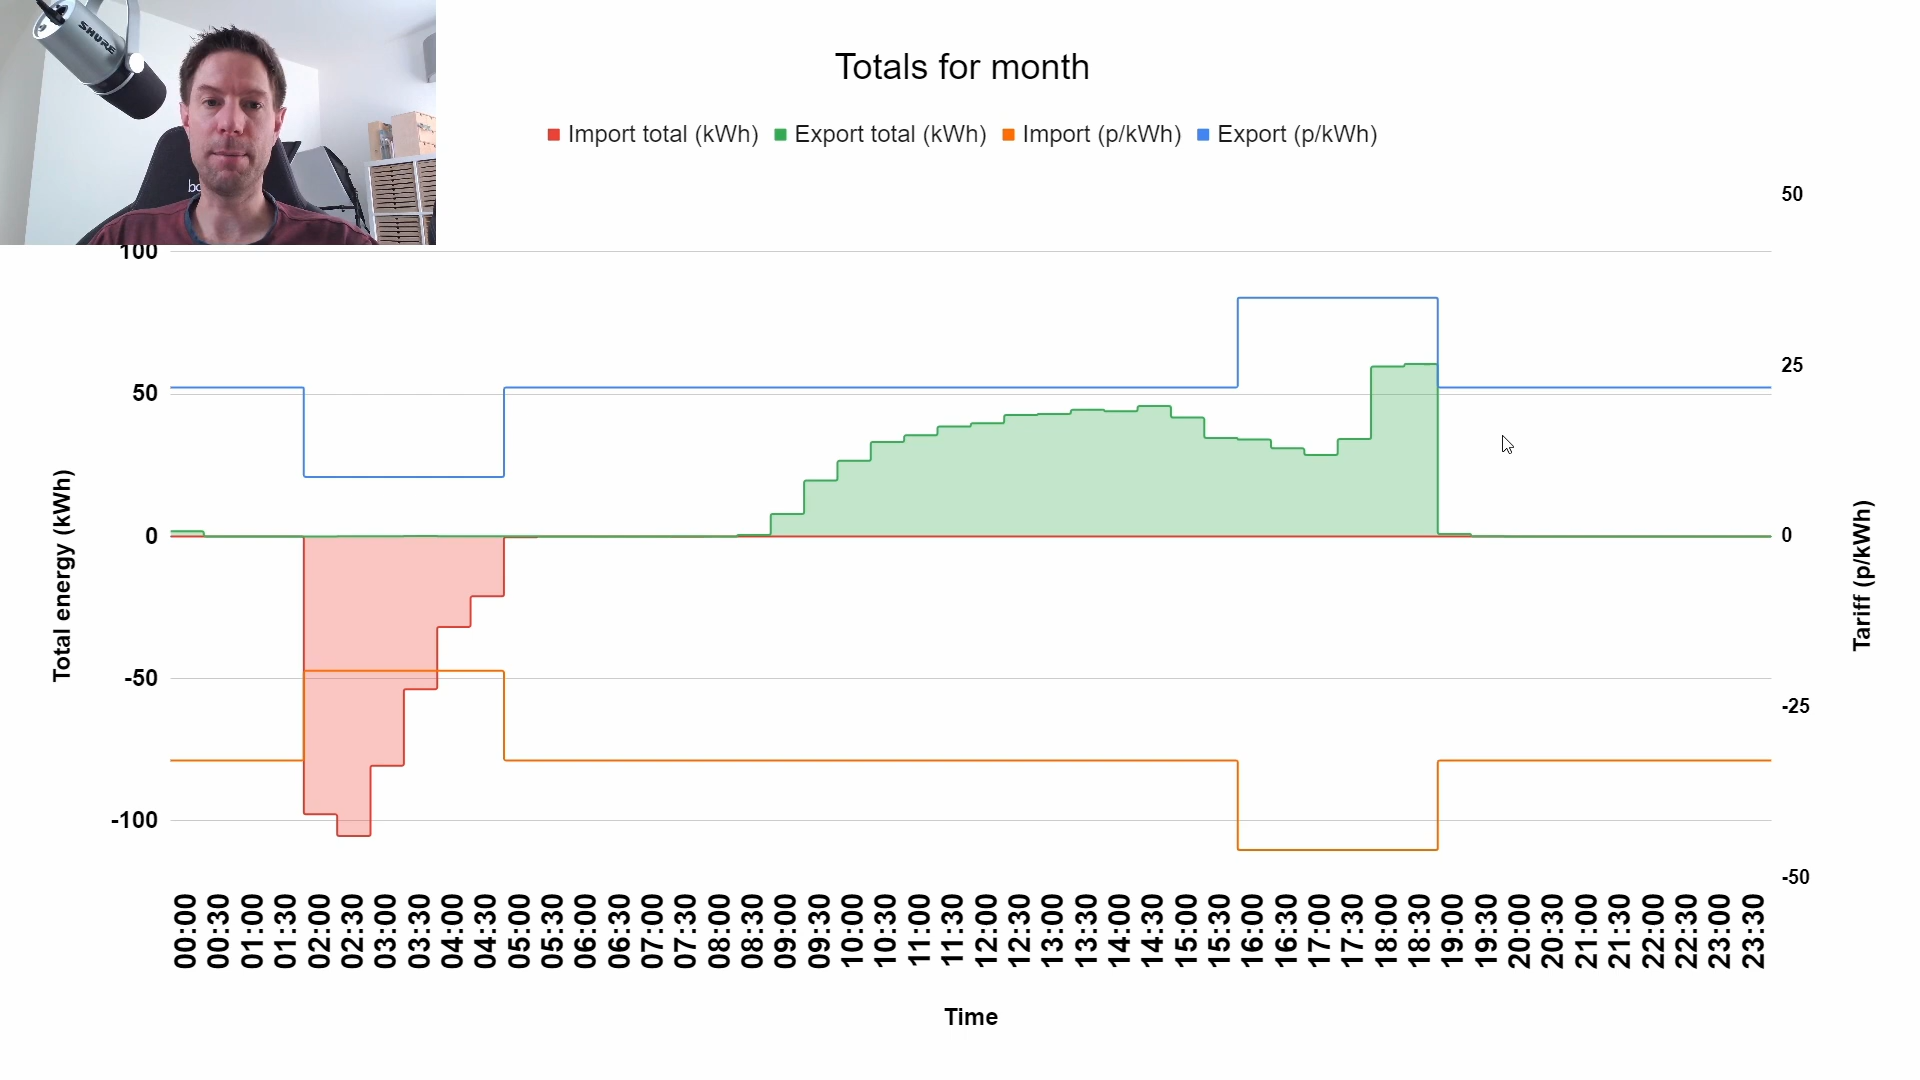 SHURE
Totals for month
Import total (kWh) Export total (kWh) Import (p/kWh) Export (p/kWh)
100
50
0
-50
-100
Total energy (kWh)
50
25
0
-25
-50
Tariff (p/kWh)
00:00 00:30 01:00 01:30 02:00 02:30 03:00 03:30 04:00 04:30 05:00 05:30 06:00 06:30 07:00 07:30 08:00 08:30 09:00 09:30 10:00 10:30 11:00 11:30 12:00 12:30 13:00 13:30 14:00 14:30 15:00 15:30 16:00 16:30 17:00 17:30 18:00 18:30 19:00 19:30 20:00 20:30 21:00 21:30 22:00 22:30 23:00 23:30
Time